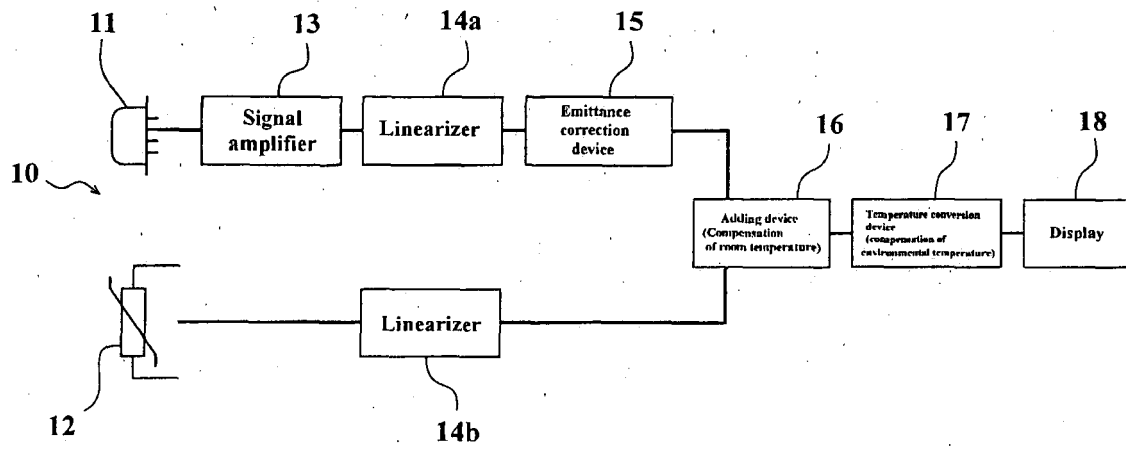 11
13
14a
15
16
17
18
10
Signal
amplifier
Linearizer
Emittance
correction
device
Adding device
(Compensation
of room temperature)
Temperature conversion
device
(compensation of
environmental temperature)
Display
Linearizer
12
14b